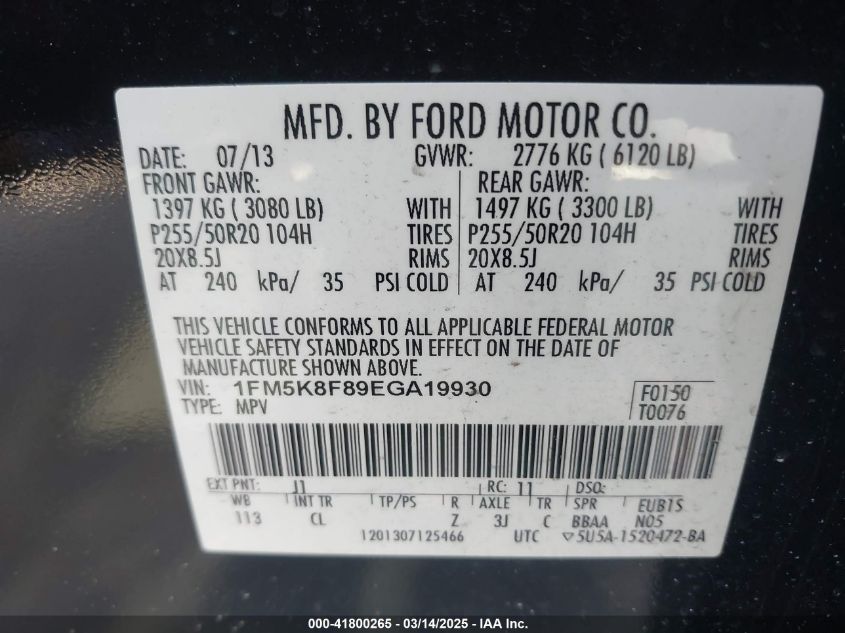 MFD. BY FORD MOTOR CO.
DATE: 07/13 GVWR: 2776 KG ( 6120 LB)
FRONT GAWR: REAR GAWR:
1397 KG ( 3080 LB) WITH 1497 KG ( 3300 LB) WITH
P255/50R20 104H TIRES P255/50R20 104H TIRES
20X8.5J RIMS 20X8.5J RIMS
AT 240 kPa/ 35 PSI COLD AT 240 kPa/ 35 PSI COLD
THIS VEHICLE CONFORMS TO ALL APPLICABLE FEDERAL MOTOR
VEHICLE SAFETY STANDARDS IN EFFECT ON THE DATE OF
MANUFACTURE SHOWN ABOVE.
VIN: 1FM5K8F89EGA19930 F0150
TYPE: MPV T0076
EXT PNT: J1 RC: 11 DSO:
WB INT TR TP/PS R AXLE TR SPR EUB1S
113 CL Z 3J C BBAA N05
1201307125466 UTC ▽5U5A-1520472-BA
000-41800265 - 03/14/2025 - IAA Inc.